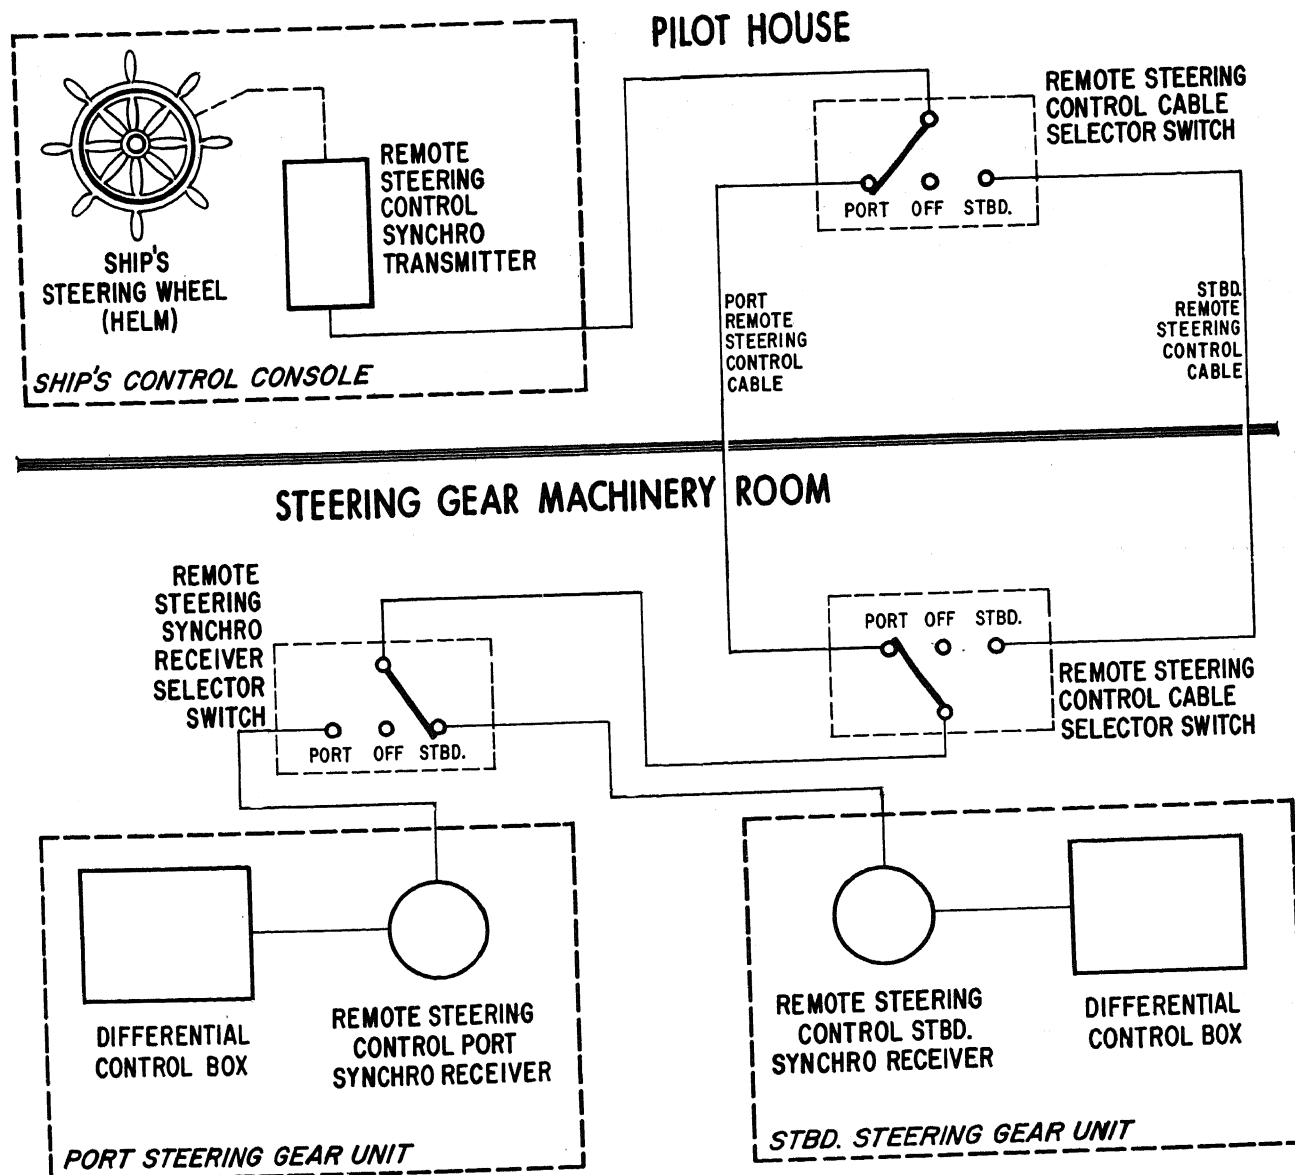 PILOT HOUSE
REMOTE STEERING
CONTROL CABLE
SELECTOR SWITCH
PORT OFF STBD.
REMOTE
STEERING
CONTROL
SYNCHRO
TRANSMITTER
SHIP'S
STEERING WHEEL
(HELM)
SHIP'S CONTROL CONSOLE
PORT
REMOTE
STEERING
CONTROL
CABLE
STBD.
REMOTE
STEERING
CONTROL
CABLE
STEERING GEAR MACHINERY ROOM
REMOTE
STEERING
SYNCHRO
RECEIVER
SELECTOR
SWITCH
PORT OFF STBD.
PORT OFF STBD.
REMOTE STEERING
CONTROL CABLE
SELECTOR SWITCH
DIFFERENTIAL
CONTROL BOX
REMOTE STEERING
CONTROL PORT
SYNCHRO RECEIVER
PORT STEERING GEAR UNIT
REMOTE STEERING
CONTROL STBD.
SYNCHRO RECEIVER
DIFFERENTIAL
CONTROL BOX
STBD. STEERING GEAR UNIT